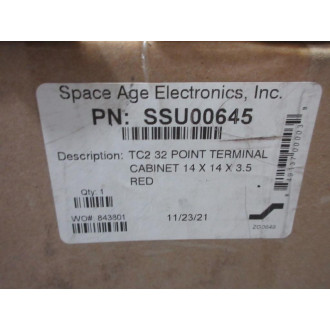 Space Age Electronics, Inc.
PN: SSU00645
Description: TC2 32 POINT TERMINAL
CABINET 14 X 14 X 3.5
RED
Qty: 1
WO#: 843801
11/23/21